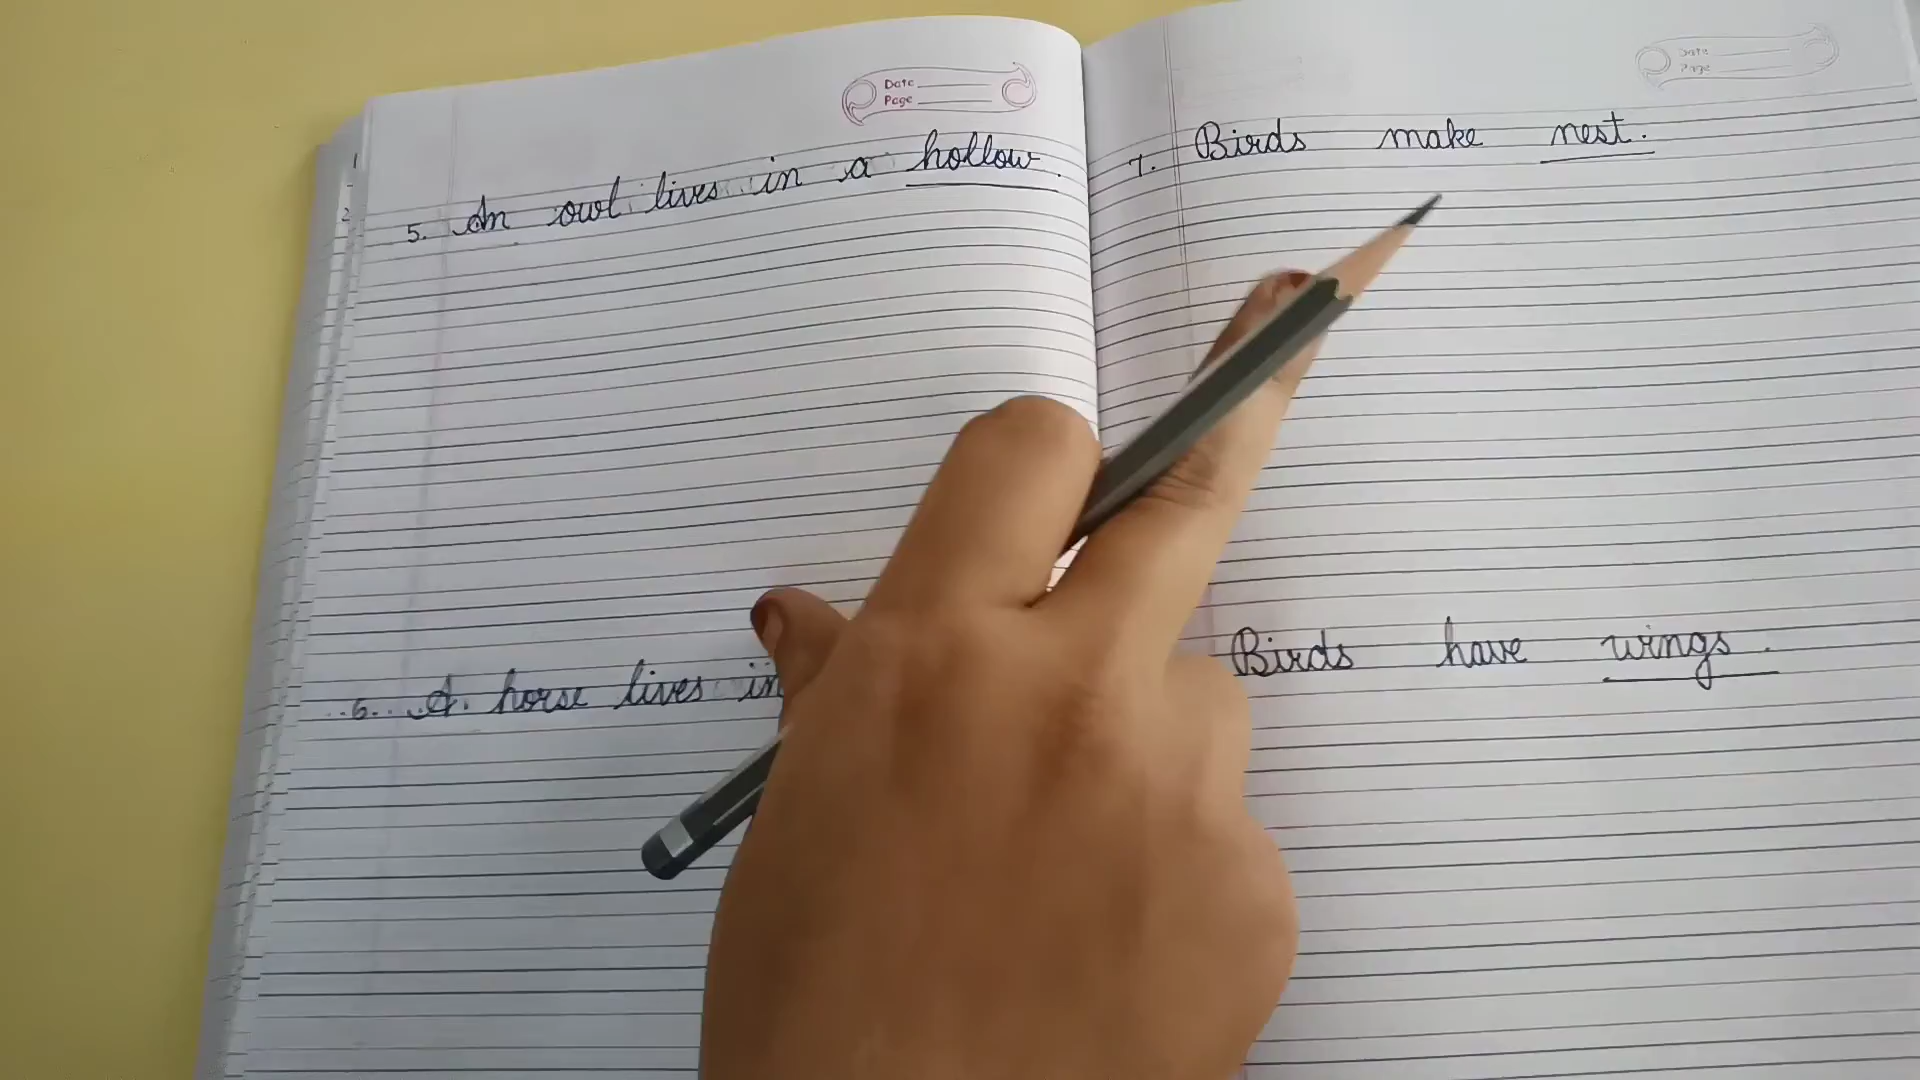 Date
Page
5. An owl lives in a hollow.
6. A horse lives in
Date
Page
7. Birds make nest.
Birds have wings.